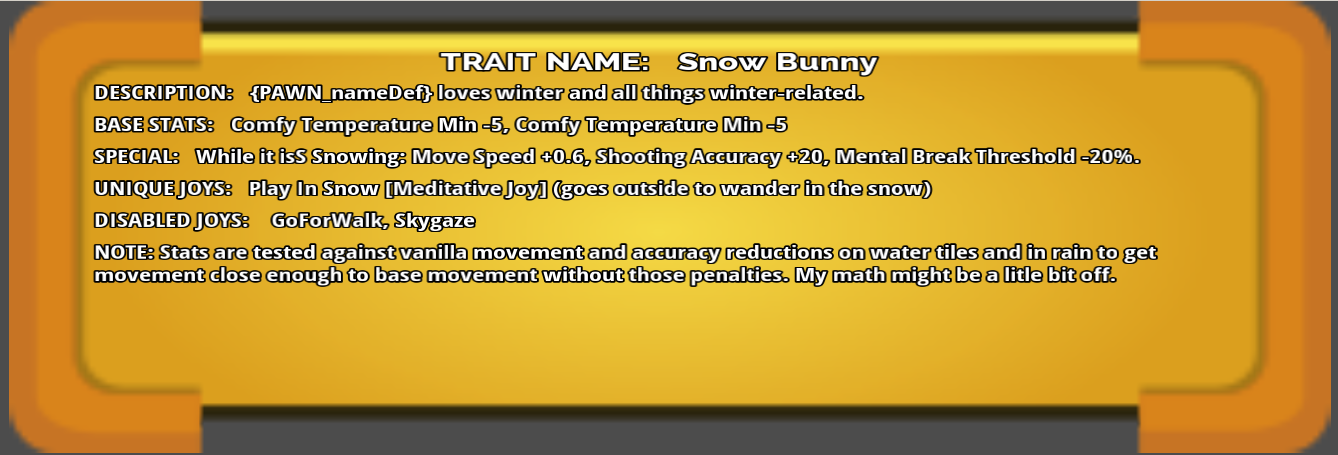 TRAIT NAME: Snow Bunny
DESCRIPTION: {PAWN_nameDef} loves winter and all things winter-related.
BASE STATS: Comfy Temperature Min -5, Comfy Temperature Min -5
SPECIAL: While it isS Snowing: Move Speed +0.6, Shooting Accuracy +20, Mental Break Threshold -20%.
UNIQUE JOYS: Play In Snow [Meditative Joy] (goes outside to wander in the snow)
DISABLED JOYS: GoForWalk, Skygaze
NOTE: Stats are tested against vanilla movement and accuracy reductions on water tiles and in rain to get
movement close enough to base movement without those penalties. My math might be a litle bit off.